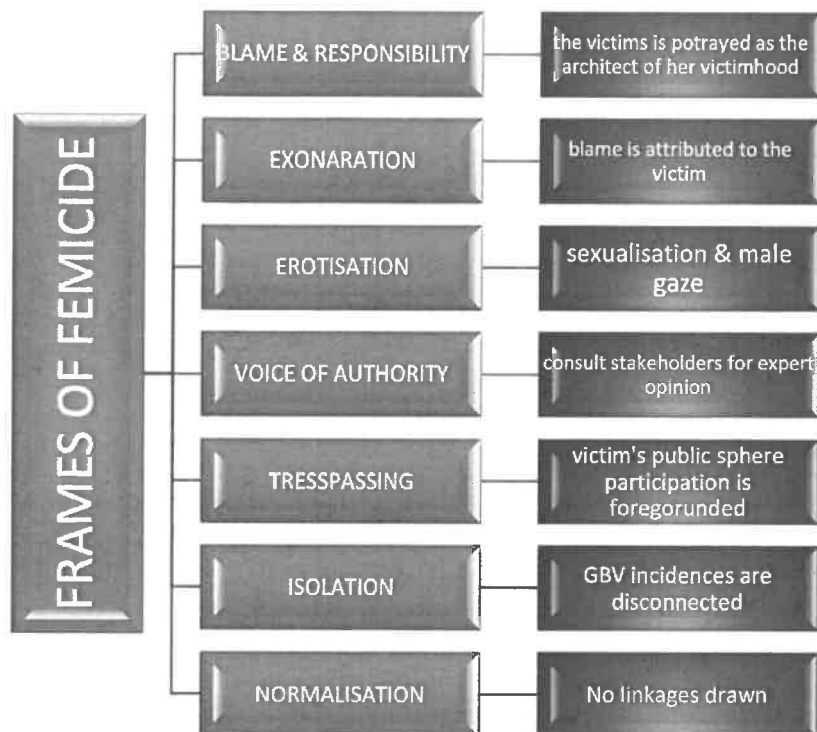 FRAMES OF FEMICIDE
BLAME & RESPONSIBILITY
the victims is potrayed as the
architect of her victimhood
EXONARATION
blame is attributed to the
victim
EROTISATION
sexualisation & male
gaze
VOICE OF AUTHORITY
consult stakeholders for expert
opinion
TRESSPASSING
victim's public sphere
participation is
foregorunded
ISOLATION
GBV incidences are
disconnected
NORMALISATION
No linkages drawn